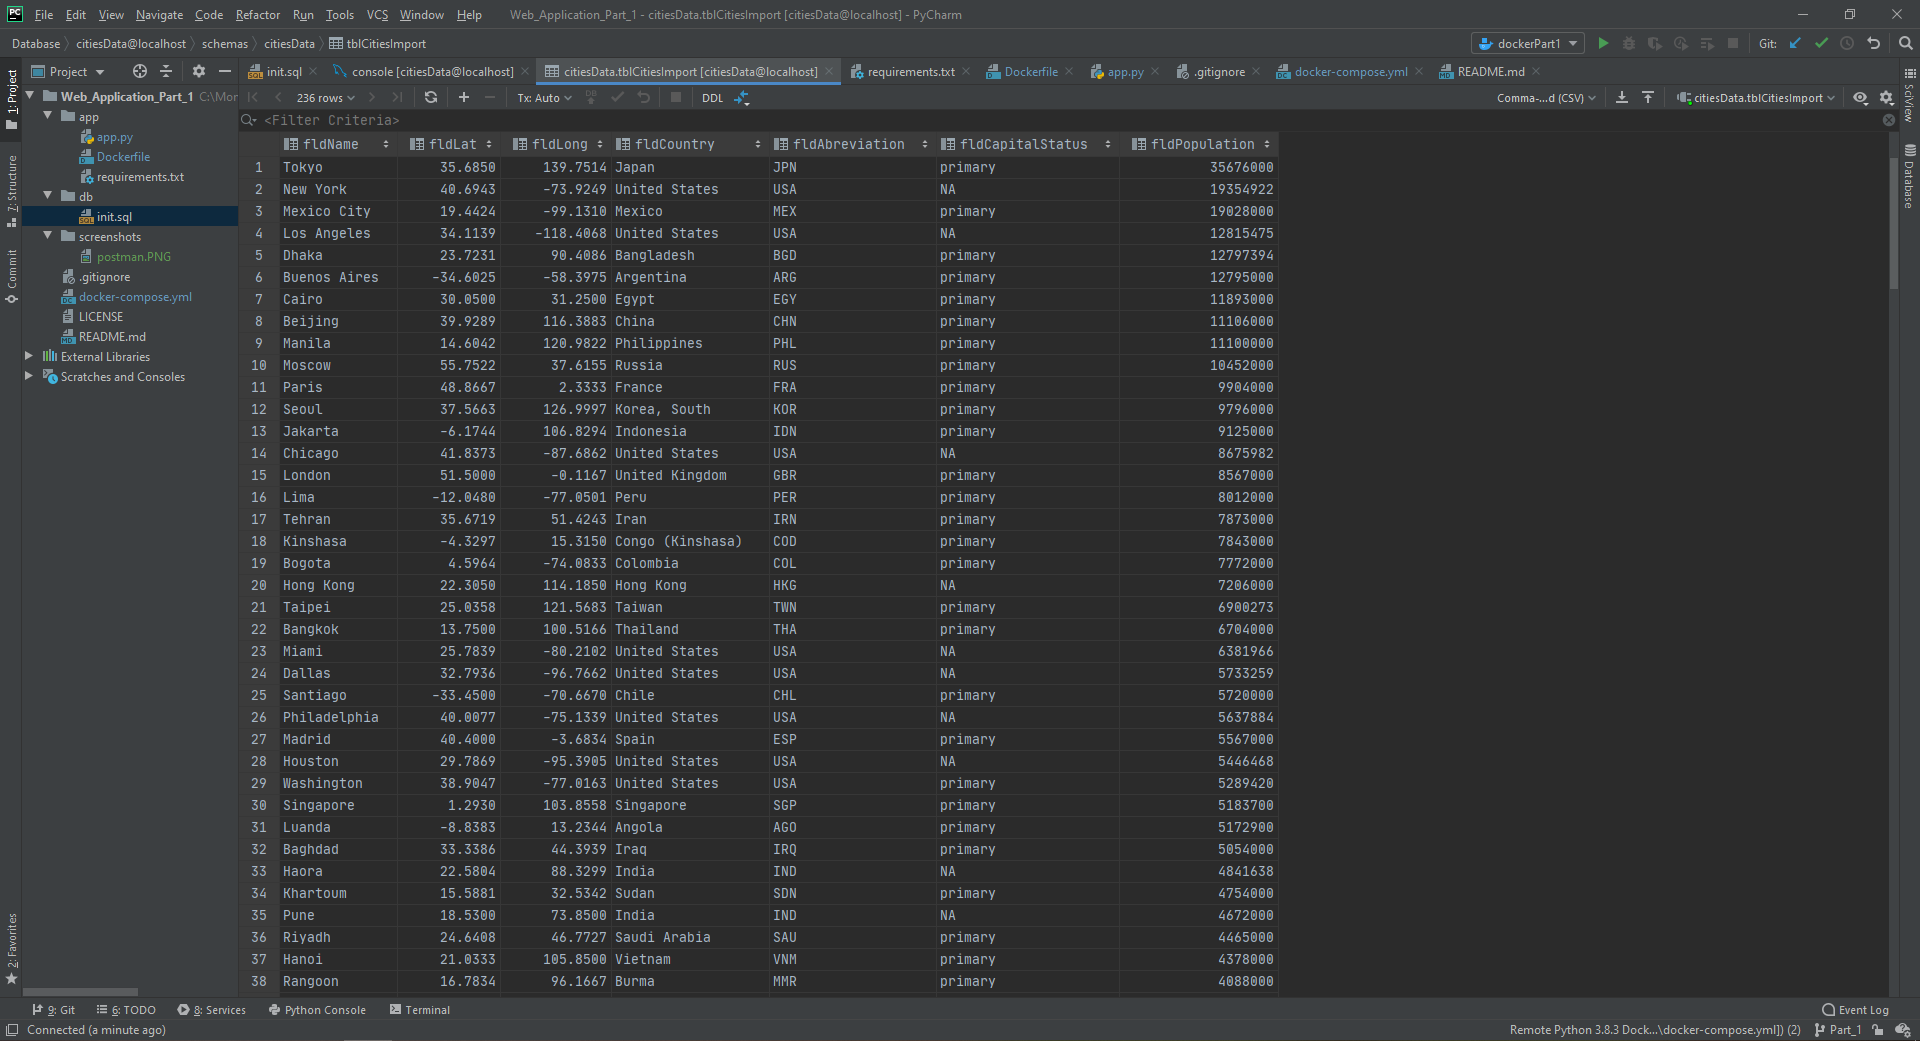 PC File Edit View Navigate Code Refactor Run Tools VCS Window Help Web_Application_Part_1 - citiesData.tblCitiesImport [citiesData@localhost] - PyCharm
Database citiesData@localhost schemas citiesData tblCitiesImport dockerPart1 Git:
Project init.sql console [citiesData@localhost] citiesData.tblCitiesImport [citiesData@localhost] requirements.txt Dockerfile app.py .gitignore docker-compose.yml README.md
236 rows Tx: Auto DB DDL Comma-...d (CSV) citiesData.tblCitiesImport
<Filter Criteria>
1: Project
7: Structure
Commit
2: Favorites
Web_Application_Part_1 C:\Mor
app
app.py
Dockerfile
requirements.txt
db
init.sql
screenshots
postman.PNG
.gitignore
docker-compose.yml
LICENSE
README.md
External Libraries
Scratches and Consoles
fldName fldLat fldLong fldCountry fldAbreviation fldCapitalStatus fldPopulation
1 Tokyo 35.6850 139.7514 Japan JPN primary 35676000
2 New York 40.6943 -73.9249 United States USA NA 19354922
3 Mexico City 19.4424 -99.1310 Mexico MEX primary 19028000
4 Los Angeles 34.1139 -118.4068 United States USA NA 12815475
5 Dhaka 23.7231 90.4086 Bangladesh BGD primary 12797394
6 Buenos Aires -34.6025 -58.3975 Argentina ARG primary 12795000
7 Cairo 30.0500 31.2500 Egypt EGY primary 11893000
8 Beijing 39.9289 116.3883 China CHN primary 11106000
9 Manila 14.6042 120.9822 Philippines PHL primary 11100000
10 Moscow 55.7522 37.6155 Russia RUS primary 10452000
11 Paris 48.8667 2.3333 France FRA primary 9904000
12 Seoul 37.5663 126.9997 Korea, South KOR primary 9796000
13 Jakarta -6.1744 106.8294 Indonesia IDN primary 9125000
14 Chicago 41.8373 -87.6862 United States USA NA 8675982
15 London 51.5000 -0.1167 United Kingdom GBR primary 8567000
16 Lima -12.0480 -77.0501 Peru PER primary 8012000
17 Tehran 35.6719 51.4243 Iran IRN primary 7873000
18 Kinshasa -4.3297 15.3150 Congo (Kinshasa) COD primary 7843000
19 Bogota 4.5964 -74.0833 Colombia COL primary 7772000
20 Hong Kong 22.3050 114.1850 Hong Kong HKG NA 7206000
21 Taipei 25.0358 121.5683 Taiwan TWN primary 6900273
22 Bangkok 13.7500 100.5166 Thailand THA primary 6704000
23 Miami 25.7839 -80.2102 United States USA NA 6381966
24 Dallas 32.7936 -96.7662 United States USA NA 5733259
25 Santiago -33.4500 -70.6670 Chile CHL primary 5720000
26 Philadelphia 40.0077 -75.1339 United States USA NA 5637884
27 Madrid 40.4000 -3.6834 Spain ESP primary 5567000
28 Houston 29.7869 -95.3905 United States USA NA 5446468
29 Washington 38.9047 -77.0163 United States USA primary 5289420
30 Singapore 1.2930 103.8558 Singapore SGP primary 5183700
31 Luanda -8.8383 13.2344 Angola AGO primary 5172900
32 Baghdad 33.3386 44.3939 Iraq IRQ primary 5054000
33 Haora 22.5804 88.3299 India IND NA 4841638
34 Khartoum 15.5881 32.5342 Sudan SDN primary 4754000
35 Pune 18.5300 73.8500 India IND NA 4672000
36 Riyadh 24.6408 46.7727 Saudi Arabia SAU primary 4465000
37 Hanoi 21.0333 105.8500 Vietnam VNM primary 4378000
38 Rangoon 16.7834 96.1667 Burma MMR primary 4088000
SciView
Database
9: Git 6: TODO 8: Services Python Console Terminal Event Log
Connected (a minute ago) Remote Python 3.8.3 Dock...\docker-compose.yml]) (2) Part_1